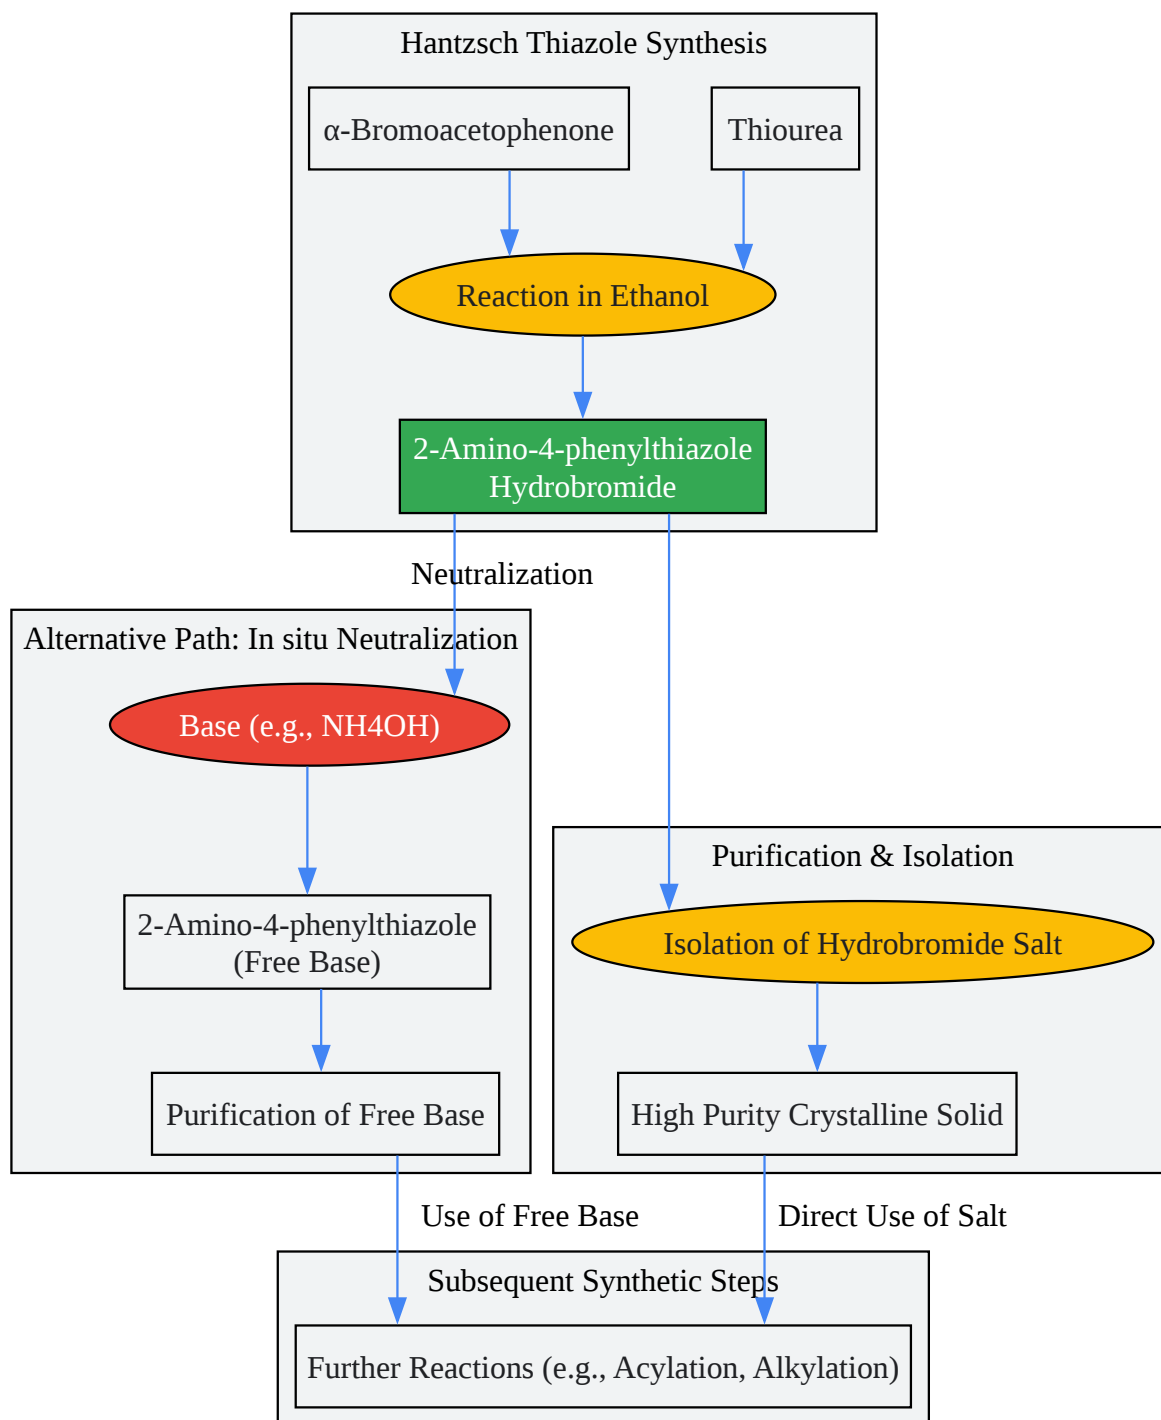 Hantzsch Thiazole Synthesis
α-Bromoacetophenone
Thiourea
Reaction in Ethanol
2-Amino-4-phenylthiazole
Hydrobromide
Neutralization
Alternative Path: In situ Neutralization
Base (e.g., NH4OH)
2-Amino-4-phenylthiazole
(Free Base)
Purification of Free Base
Purification & Isolation
Isolation of Hydrobromide Salt
High Purity Crystalline Solid
Use of Free Base
Direct Use of Salt
Subsequent Synthetic Steps
Further Reactions (e.g., Acylation, Alkylation)